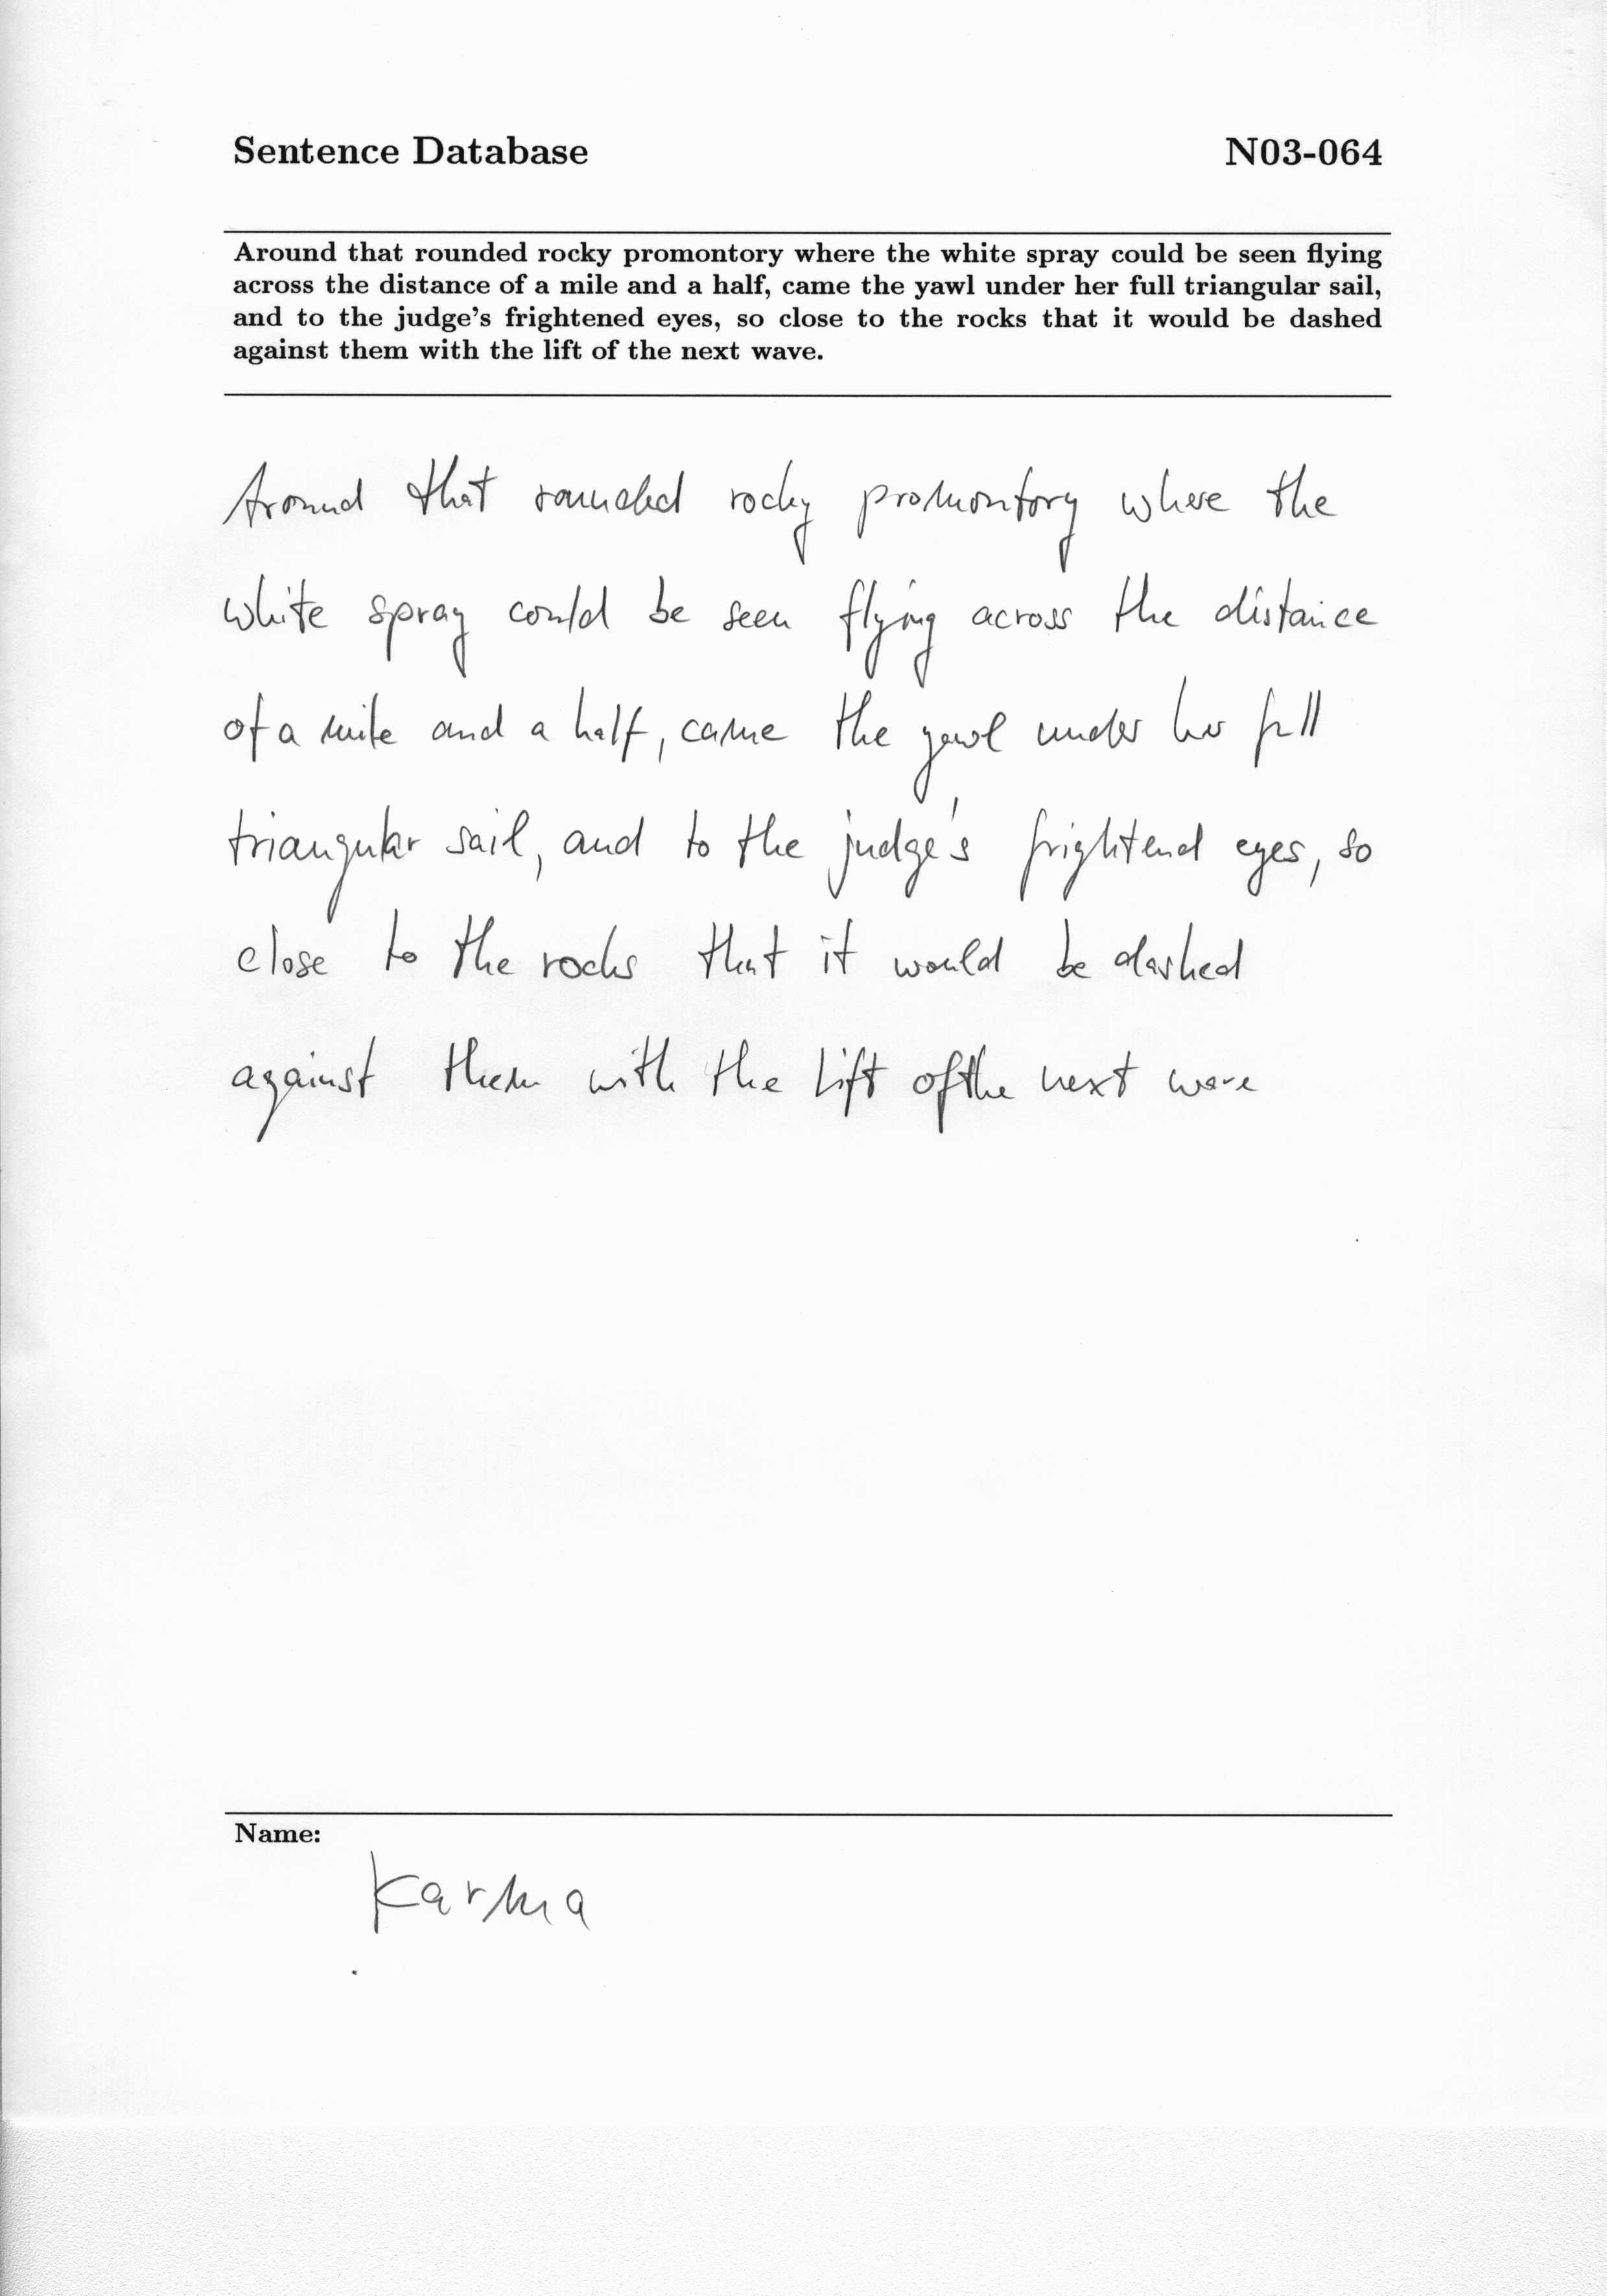 Sentence Database N03-064
Around that rounded rocky promontory where the white spray could be seen flying
across the distance of a mile and a half, came the yawl under her full triangular sail,
and to the judge's frightened eyes, so close to the rocks that it would be dashed
against them with the lift of the next wave.
Around that rounded rocky promontory where the
white spray could be seen flying across the distance
of a mile and a half, came the yawl under her full
triangular sail, and to the judge's frightend eyes, so
close to the rocks that it would be dashed
against them with the lift of the next wave
Name:
Karma